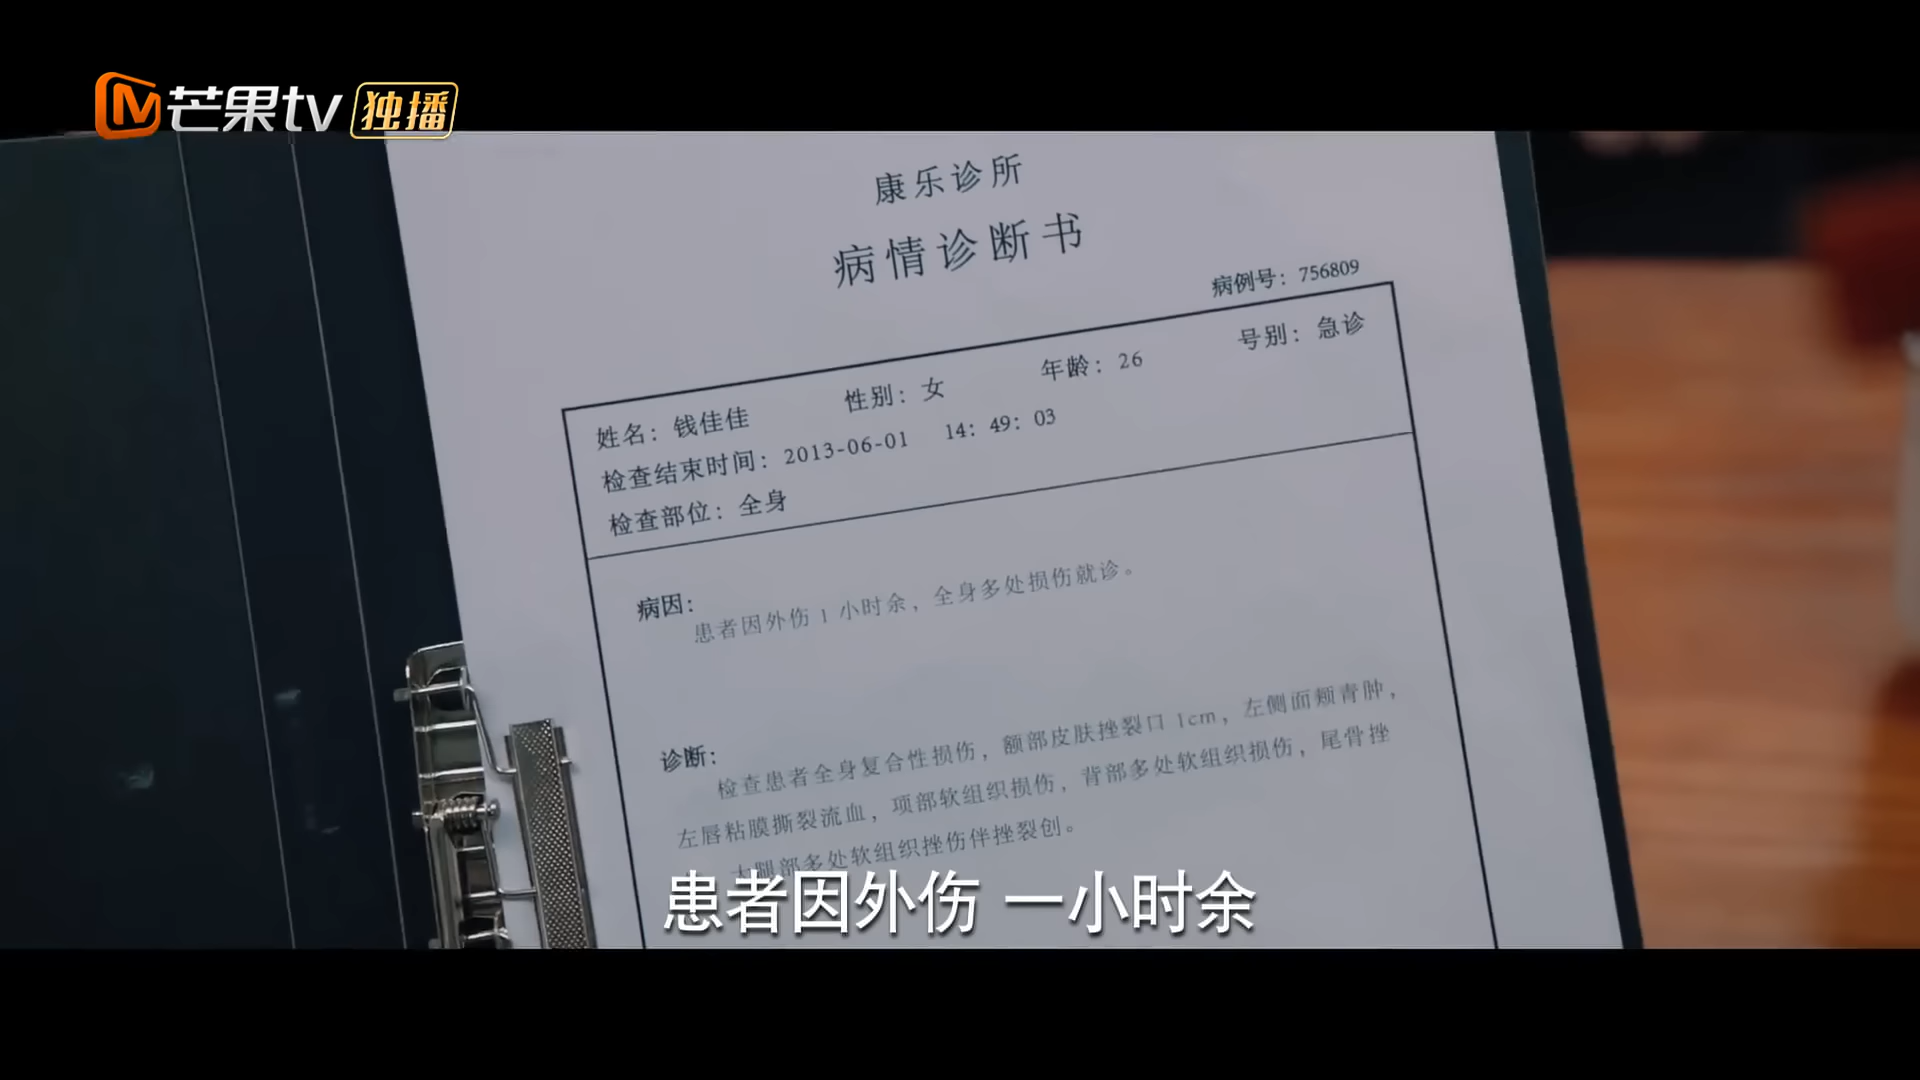 芒果tv 独播
康乐诊所
病情诊断书
病例号：756809
姓名：钱佳佳 性别：女 年龄：26 号别：急诊
检查结束时间：2013-06-01 14：49：03
检查部位：全身
病因：
患者因外伤1小时余，全身多处损伤就诊。
诊断：
检查患者全身复合性损伤，额部皮肤挫裂口1cm，左侧面颊青肿，
左唇粘膜撕裂流血，项部软组织损伤，背部多处软组织损伤，尾骨挫
大腿部多处软组织挫伤伴挫裂创。
患者因外伤 一小时余